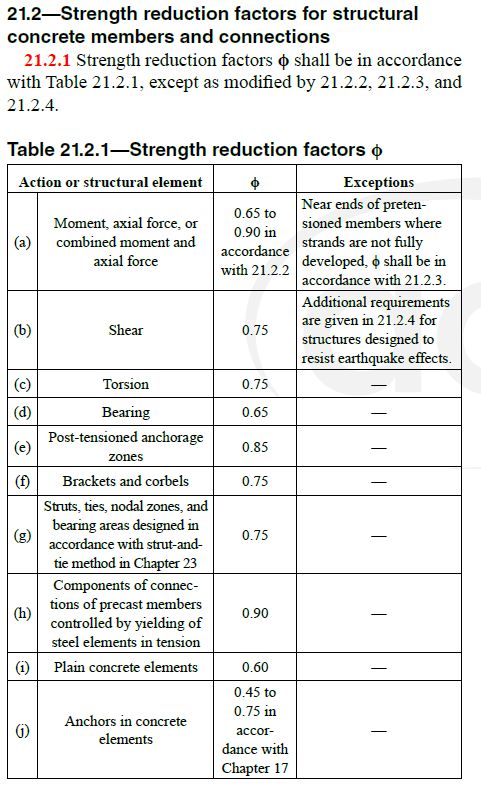 21.2—Strength reduction factors for structural
concrete members and connections
21.2.1 Strength reduction factors ϕ shall be in accordance
with Table 21.2.1, except as modified by 21.2.2, 21.2.3, and
21.2.4.
Table 21.2.1—Strength reduction factors ϕ
Action or structural element ϕ Exceptions
(a)
Moment, axial force, or
combined moment and
axial force
0.65 to
0.90 in
accordance
with 21.2.2
Near ends of preten-
sioned members where
strands are not fully
developed, ϕ shall be in
accordance with 21.2.3.
(b)
Shear
0.75
Additional requirements
are given in 21.2.4 for
structures designed to
resist earthquake effects.
(c) Torsion 0.75 —
(d) Bearing 0.65 —
(e)
Post-tensioned anchorage
zones
0.85
—
(f) Brackets and corbels 0.75 —
(g)
Struts, ties, nodal zones, and
bearing areas designed in
accordance with strut-and-
tie method in Chapter 23
0.75
—
(h)
Components of connec-
tions of precast members
controlled by yielding of
steel elements in tension
0.90
—
(i) Plain concrete elements 0.60 —
(j)
Anchors in concrete
elements
0.45 to
0.75 in
accor-
dance with
Chapter 17
—